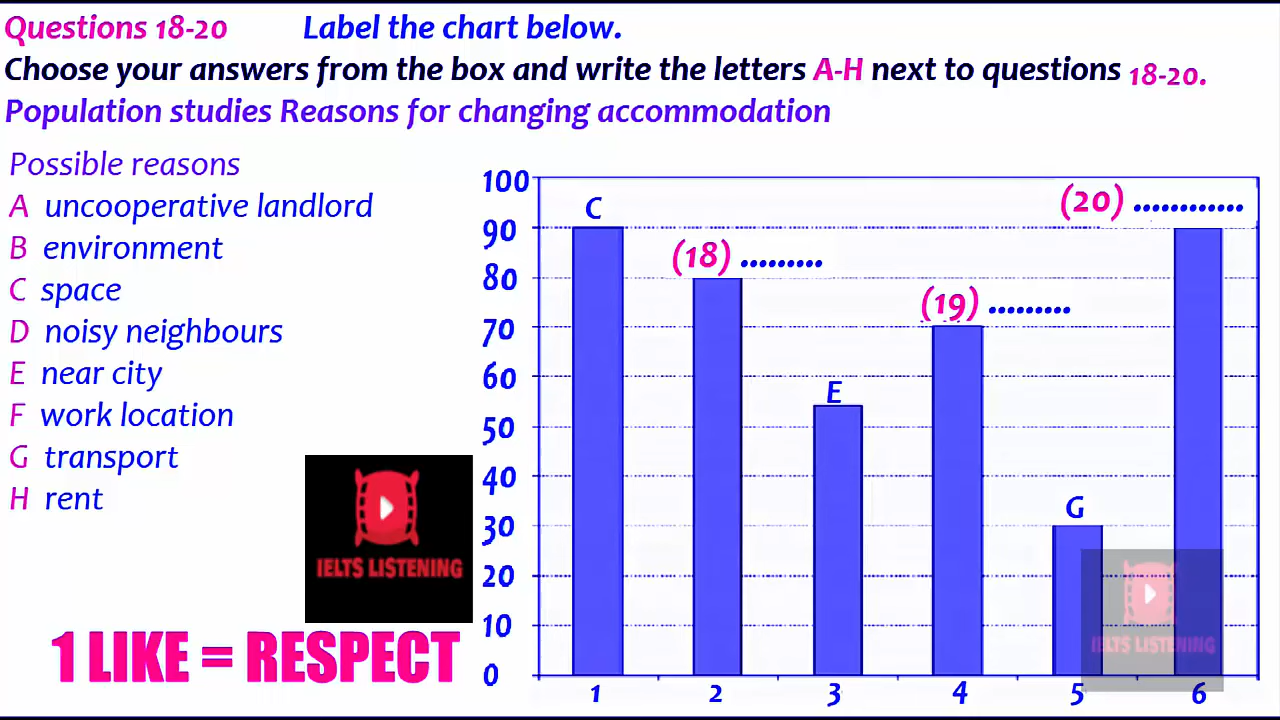 Questions 18-20 Label the chart below.
Choose your answers from the box and write the letters A-H next to questions 18-20.
Population studies Reasons for changing accommodation
Possible reasons
A uncooperative landlord
B environment
C space
D noisy neighbours
E near city
F work location
G transport
H rent
IELTS LISTENING
1 LIKE = RESPECT
100
90
80
70
60
50
40
30
20
10
0
C
(18) .........
E
(19) .........
G
(20) ............
IELTS LISTENING
1 2 3 4 5 6